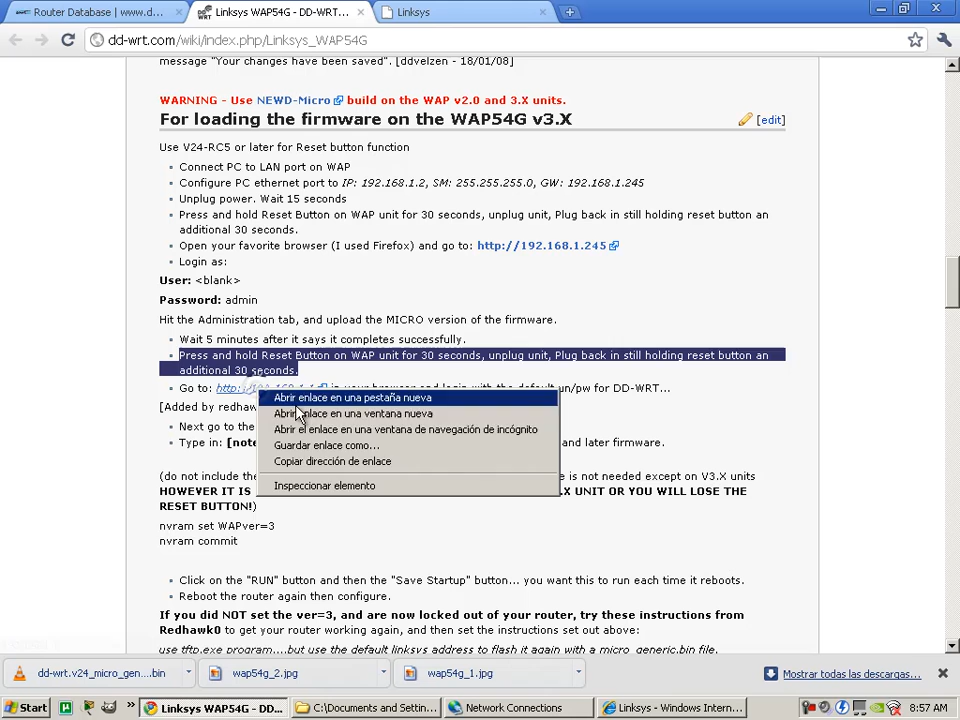 Router Database | www.d...
Linksys WAP54G - DD-WRT...
Linksys
dd-wrt.com/wiki/index.php/Linksys_WAP54G
message "Your changes have been saved". [ddvelzen - 18/01/08]
WARNING - Use NEWD-Micro build on the WAP v2.0 and 3.X units.
For loading the firmware on the WAP54G v3.X
[edit]
Use V24-RC5 or later for Reset button function
Connect PC to LAN port on WAP
Configure PC ethernet port to IP: 192.168.1.2, SM: 255.255.255.0, GW: 192.168.1.245
Unplug power. Wait 15 seconds
Press and hold Reset Button on WAP unit for 30 seconds, unplug unit, Plug back in still holding reset button an
additional 30 seconds.
Open your favorite browser (I used Firefox) and go to: http://192.168.1.245
Login as:
User: <blank>
Password: admin
Hit the Administration tab, and upload the MICRO version of the firmware.
Wait 5 minutes after it says it completes successfully.
Press and hold Reset Button on WAP unit for 30 seconds, unplug unit, Plug back in still holding reset button an
additional 30 seconds.
Go to: http://192.168.1.1 in your browser and login with the default un/pw for DD-WRT...
Abrir enlace en una pestaña nueva
[Added by redhaw
Abrir enlace en una ventana nueva
Next go to the
Abrir el enlace en una ventana de navegación de incógnito
Type in: [note
Guardar enlace como...
and later firmware.
Copiar dirección de enlace
(do not include the
Inspeccionar elemento
is not needed except on V3.X units
HOWEVER IT IS
X UNIT OR YOU WILL LOSE THE
RESET BUTTON!)
nvram set WAPver=3
nvram commit
Click on the "RUN" button and then the "Save Startup" button... you want this to run each time it reboots.
Reboot the router again then configure.
If you did NOT set the ver=3, and are now locked out of your router, try these instructions from
Redhawk0 to get your router working again, and then set the instructions set out above:
use tftp.exe program....but use the default linksys address to flash it again with a micro_generic.bin file.
dd-wrt.v24_micro_gen....bin
wap54g_2.jpg
wap54g_1.jpg
Mostrar todas las descargas...
Start
Linksys WAP54G - DD-...
C:\Documents and Settin...
Network Connections
Linksys - Windows Intern...
8:57 AM